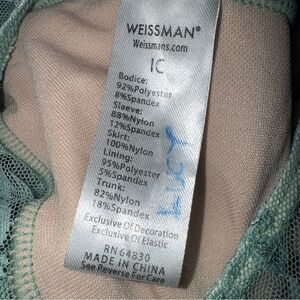 WEISSMAN®
Weissmans.com
IC
Bodice:
92%Polyester
8%Spandex
Sleeve:
88%Nylon
12%Spandex
Skirt:
100%Nylon
Lining:
95%Polyester
5%Spandex
Trunk:
82%Nylon
18%Spandex
Exclusive Of Decoration
Exclusive Of Elastic
RN 64830
MADE IN CHINA
See Reverse For Care
LUCY